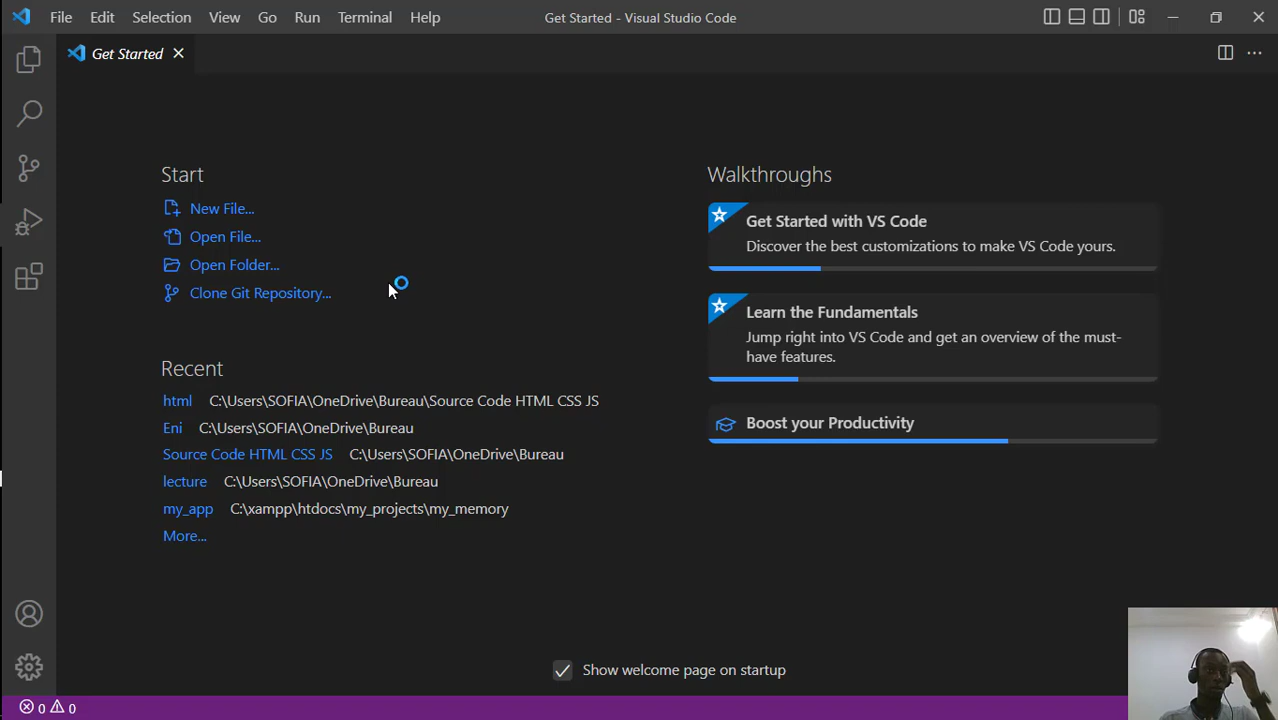 File Edit Selection View Go Run Terminal Help Get Started - Visual Studio Code
Get Started
Start
New File...
Open File...
Open Folder...
Clone Git Repository...
Recent
html C:\Users\SOFIA\OneDrive\Bureau\Source Code HTML CSS JS
Eni C:\Users\SOFIA\OneDrive\Bureau
Source Code HTML CSS JS C:\Users\SOFIA\OneDrive\Bureau
lecture C:\Users\SOFIA\OneDrive\Bureau
my_app C:\xampp\htdocs\my_projects\my_memory
More...
Walkthroughs
Get Started with VS Code
Discover the best customizations to make VS Code yours.
Learn the Fundamentals
Jump right into VS Code and get an overview of the must-
have features.
Boost your Productivity
Show welcome page on startup
0 0